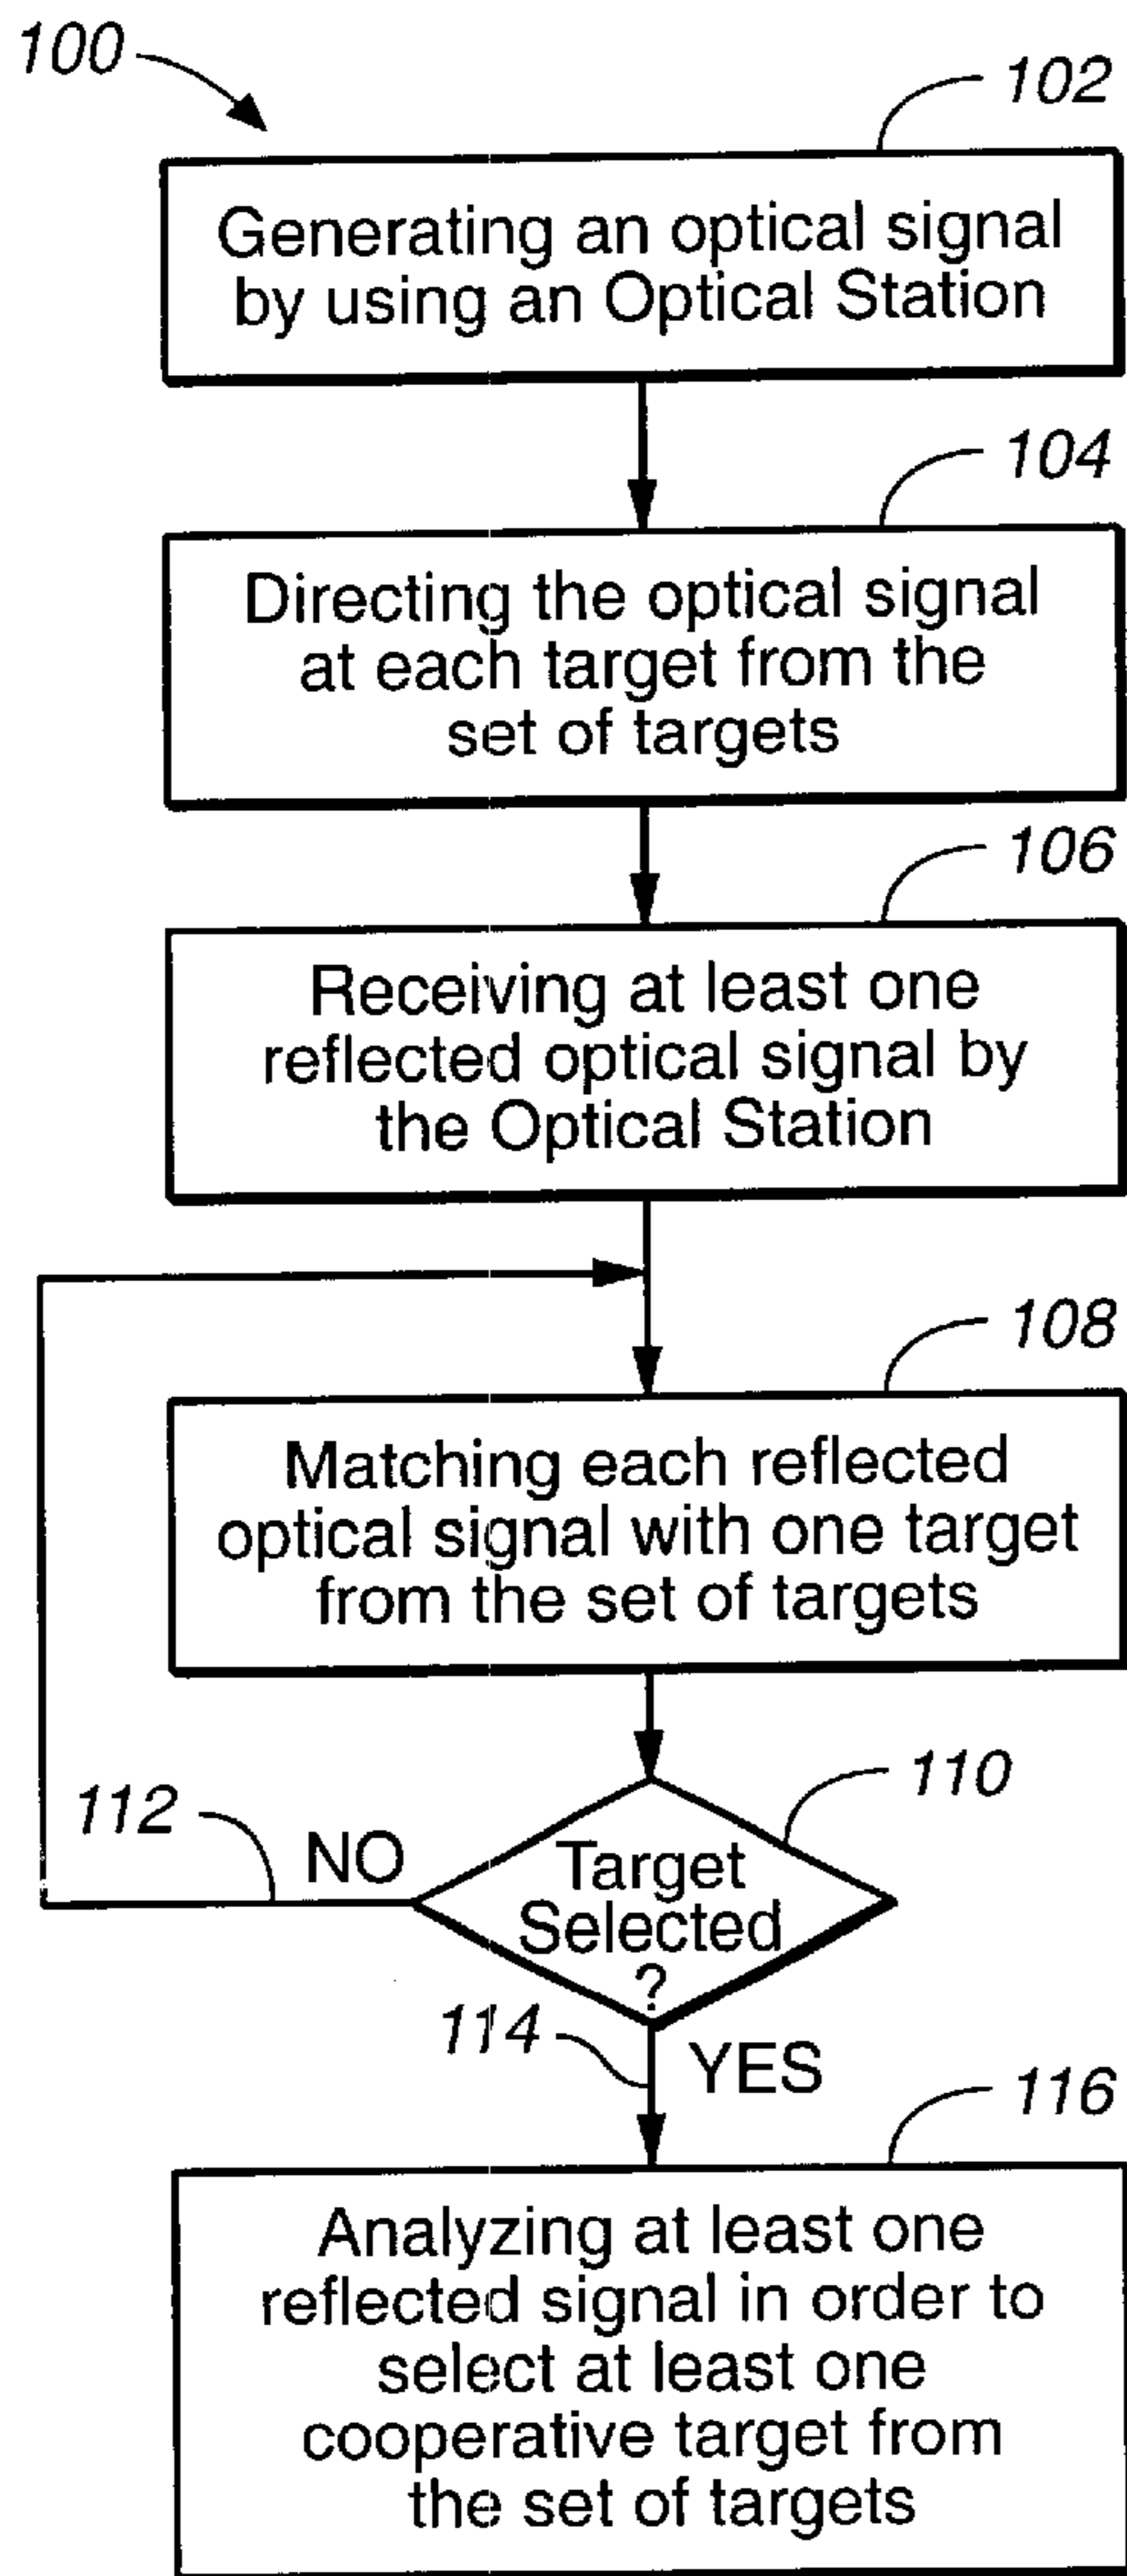 100
102
Generating an optical signal
by using an Optical Station
104
Directing the optical signal
at each target from the
set of targets
106
Receiving at least one
reflected optical signal by
the Optical Station
108
Matching each reflected
optical signal with one target
from the set of targets
110
112
NO
Target
Selected
?
114
YES
116
Analyzing at least one
reflected signal in order to
select at least one
cooperative target from
the set of targets